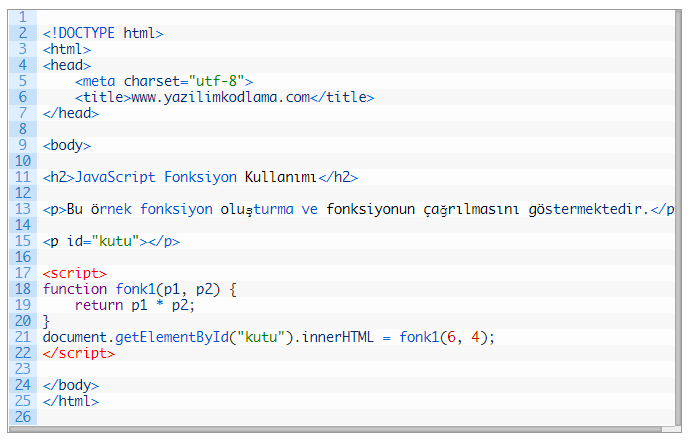 1
2 <!DOCTYPE html>
3 <html>
4 <head>
5     <meta charset="utf-8">
6     <title>www.yazilimkodlama.com</title>
7 </head>
8
9 <body>
10
11 <h2>JavaScript Fonksiyon Kullanımı</h2>
12
13 <p>Bu örnek fonksiyon oluşturma ve fonksiyonun çağrılmasını göstermektedir.</p
14
15 <p id="kutu"></p>
16
17 <script>
18 function fonk1(p1, p2) {
19     return p1 * p2;
20 }
21 document.getElementById("kutu").innerHTML = fonk1(6, 4);
22 </script>
23
24 </body>
25 </html>
26